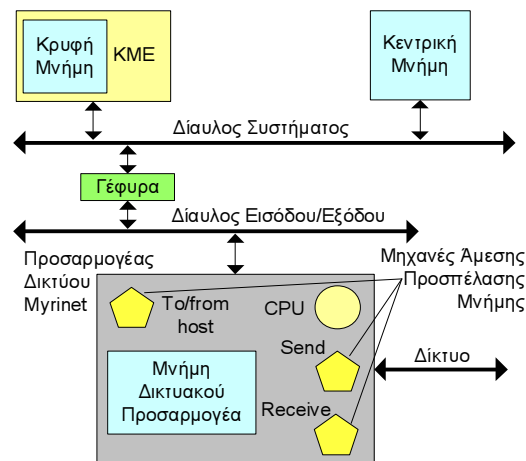 Κρυφή
Μνήμη
ΚΜΕ
Κεντρική
Μνήμη
Δίαυλος Συστήματος
Γέφυρα
Δίαυλος Εισόδου/Εξόδου
Προσαρμογέας
Δικτύου
Myrinet
Μηχανές Άμεσης
Προσπέλασης
Μνήμης
To/from
host
CPU
Send
Μνήμη
Δικτυακού
Προσαρμογέα
Receive
Δίκτυο